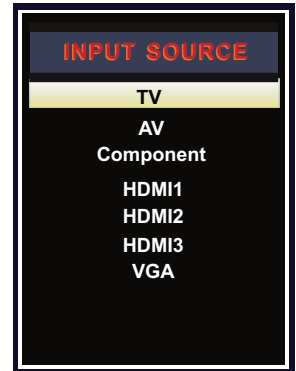 INPUT SOURCE
TV
AV
Component
HDMI1
HDMI2
HDMI3
VGA